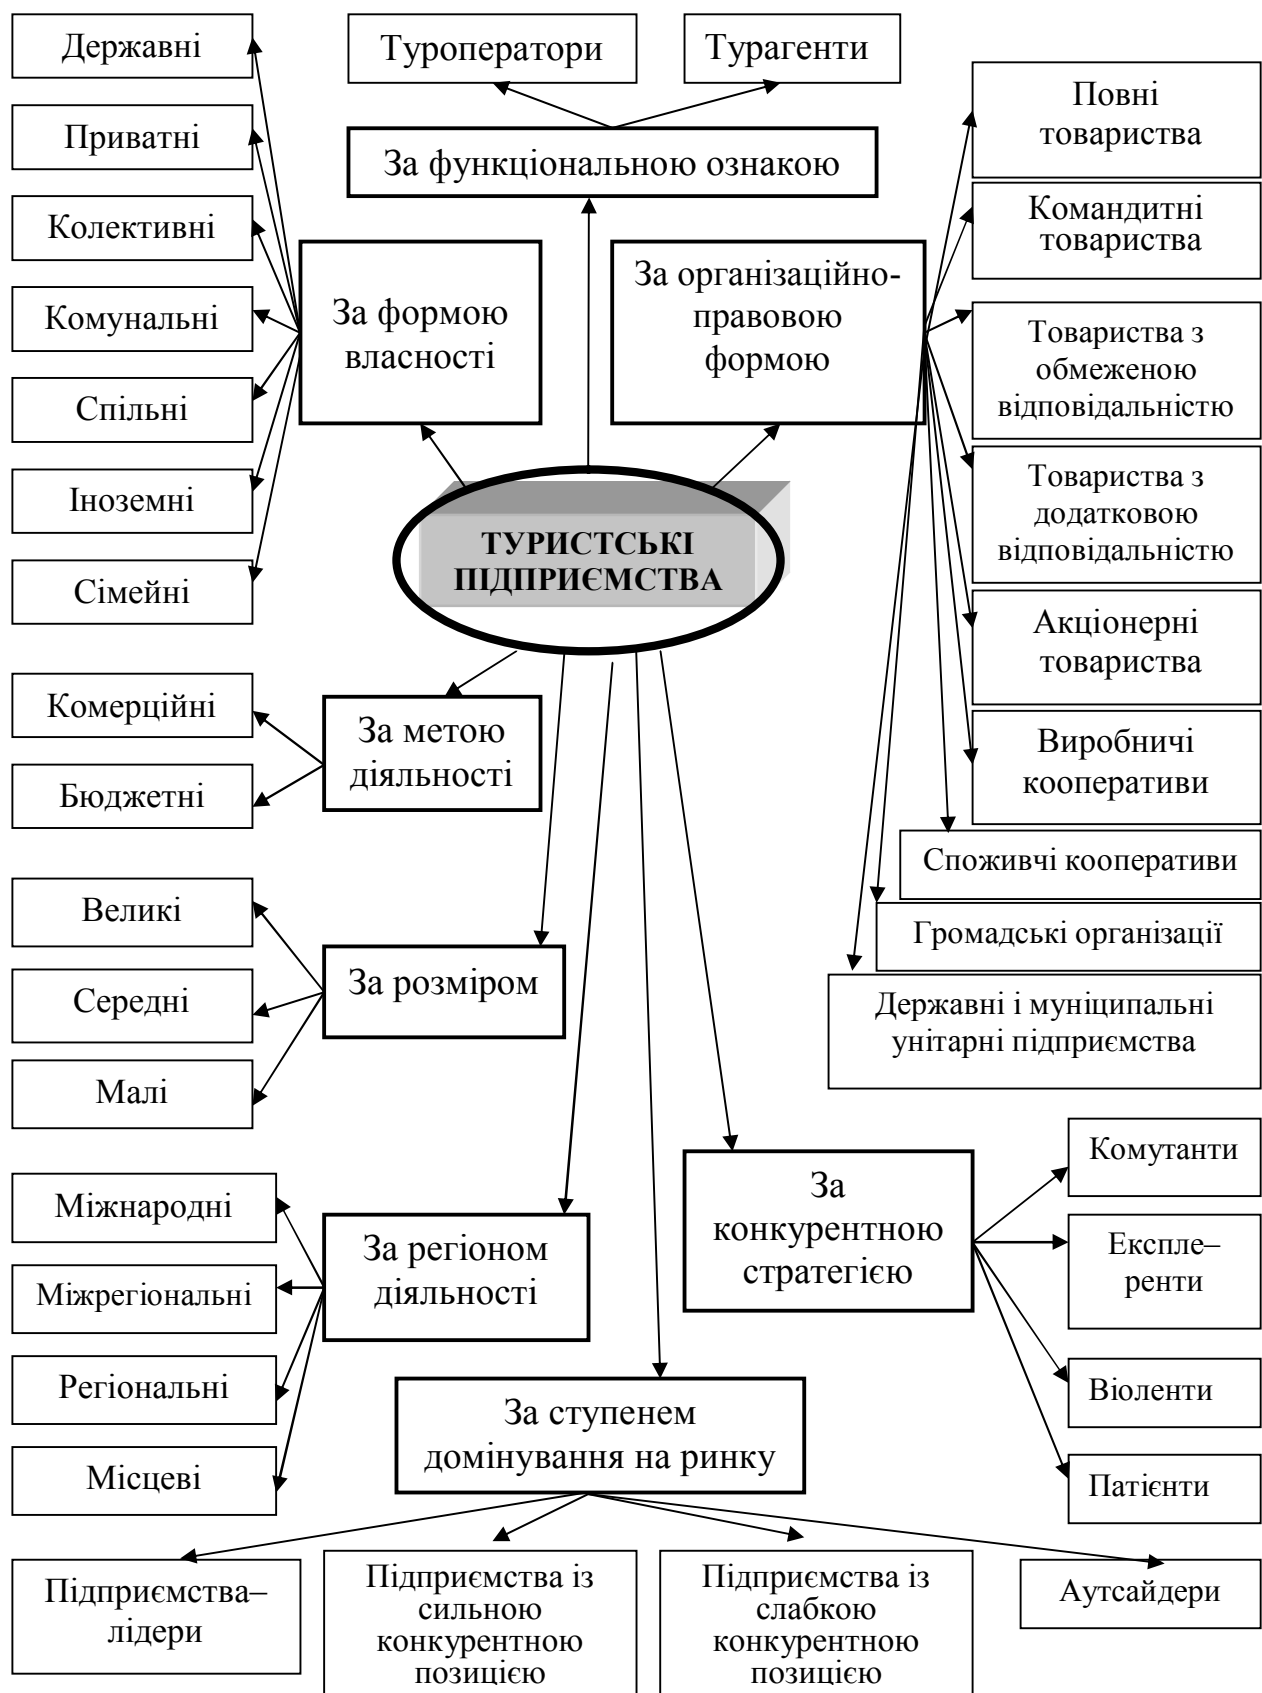 Державні
Туроператори
Турагенти
Повні
товариства
Приватні
За функціональною ознакою
Колективні
Командитні
товариства
За формою
власності
За організаційно-
правовою
формою
Комунальні
Товариства з
обмеженою
відповідальністю
Спільні
Іноземні
Товариства з
додатковою
відповідальністю
ТУРИСТСЬКІ
ПІДПРИЄМСТВА
Сімейні
Акціонерні
товариства
Комерційні
За метою
діяльності
Бюджетні
Виробничі
кооперативи
Споживчі кооперативи
Великі
Громадські організації
За розміром
Середні
Державні і муніципальні
унітарні підприємства
Малі
Комутанти
Міжнародні
За
конкурентною
стратегією
Експле–
ренти
За регіоном
діяльності
Міжрегіональні
Регіональні
Віоленти
За ступенем
домінування на ринку
Місцеві
Патієнти
Підприємства–
лідери
Підприємства із
сильною
конкурентною
позицією
Підприємства із
слабкою
конкурентною
позицією
Аутсайдери